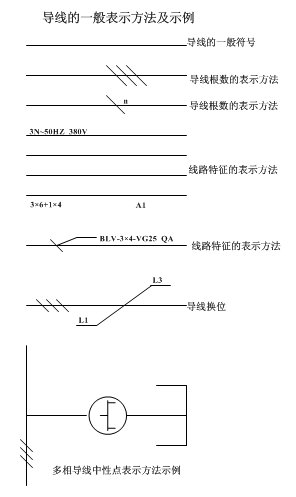 导线的一般表示方法及示例
导线的一般符号
导线根数的表示方法
n
导线根数的表示方法
3N~50HZ 380V
线路特征的表示方法
3×6+1×4 A1
BLV-3×4-VG25 QA
线路特征的表示方法
L3
导线换位
L1
多相导线中性点表示方法示例